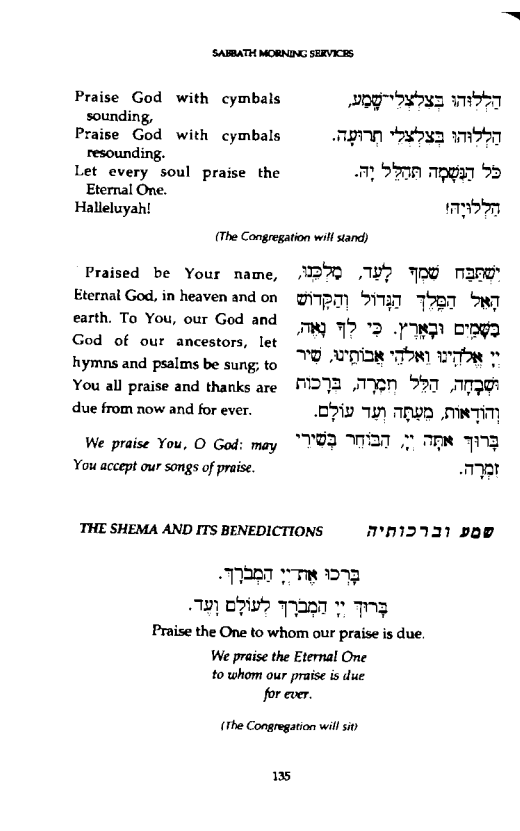 SABBATH MORNING SERVICES
Praise God with cymbals
sounding,
Praise God with cymbals
resounding.
Let every soul praise the
Eternal One.
Halleluyah!
הַלְלוּהוּ בְּצִלְצְלֵי־שָׁמַע,
הַלְלוּהוּ בְּצִלְצְלֵי תְרוּעָה.
כֹּל הַנְּשָׁמָה תְּהַלֵּל יָהּ.
הַלְלוּיָהּ!
(The Congregation will stand)
Praised be Your name,
Eternal God, in heaven and on
earth. To You, our God and
God of our ancestors, let
hymns and psalms be sung; to
You all praise and thanks are
due from now and for ever.
We praise You, O God: may
You accept our songs of praise.
יִשְׁתַּבַּח שִׁמְךָ לָעַד, מַלְכֵּנוּ,
הָאֵל הַמֶּלֶךְ הַגָּדוֹל וְהַקָּדוֹשׁ
בַּשָּׁמַיִם וּבָאָרֶץ. כִּי לְךָ נָאֶה,
יְיָ אֱלֹהֵינוּ וֵאלֹהֵי אֲבוֹתֵינוּ, שִׁיר
וּשְׁבָחָה, הַלֵּל וְזִמְרָה, בְּרָכוֹת
וְהוֹדָאוֹת, מֵעַתָּה וְעַד עוֹלָם.
בָּרוּךְ אַתָּה יְיָ, הַבּוֹחֵר בְּשִׁירֵי
זִמְרָה.
THE SHEMA AND ITS BENEDICTIONS שמע וברכותיה
בָּרְכוּ אֶת־יְיָ הַמְבֹרָךְ.
בָּרוּךְ יְיָ הַמְבֹרָךְ לְעוֹלָם וָעֶד.
Praise the One to whom our praise is due.
We praise the Eternal One
to whom our praise is due
for ever.
(The Congregation will sit)
135